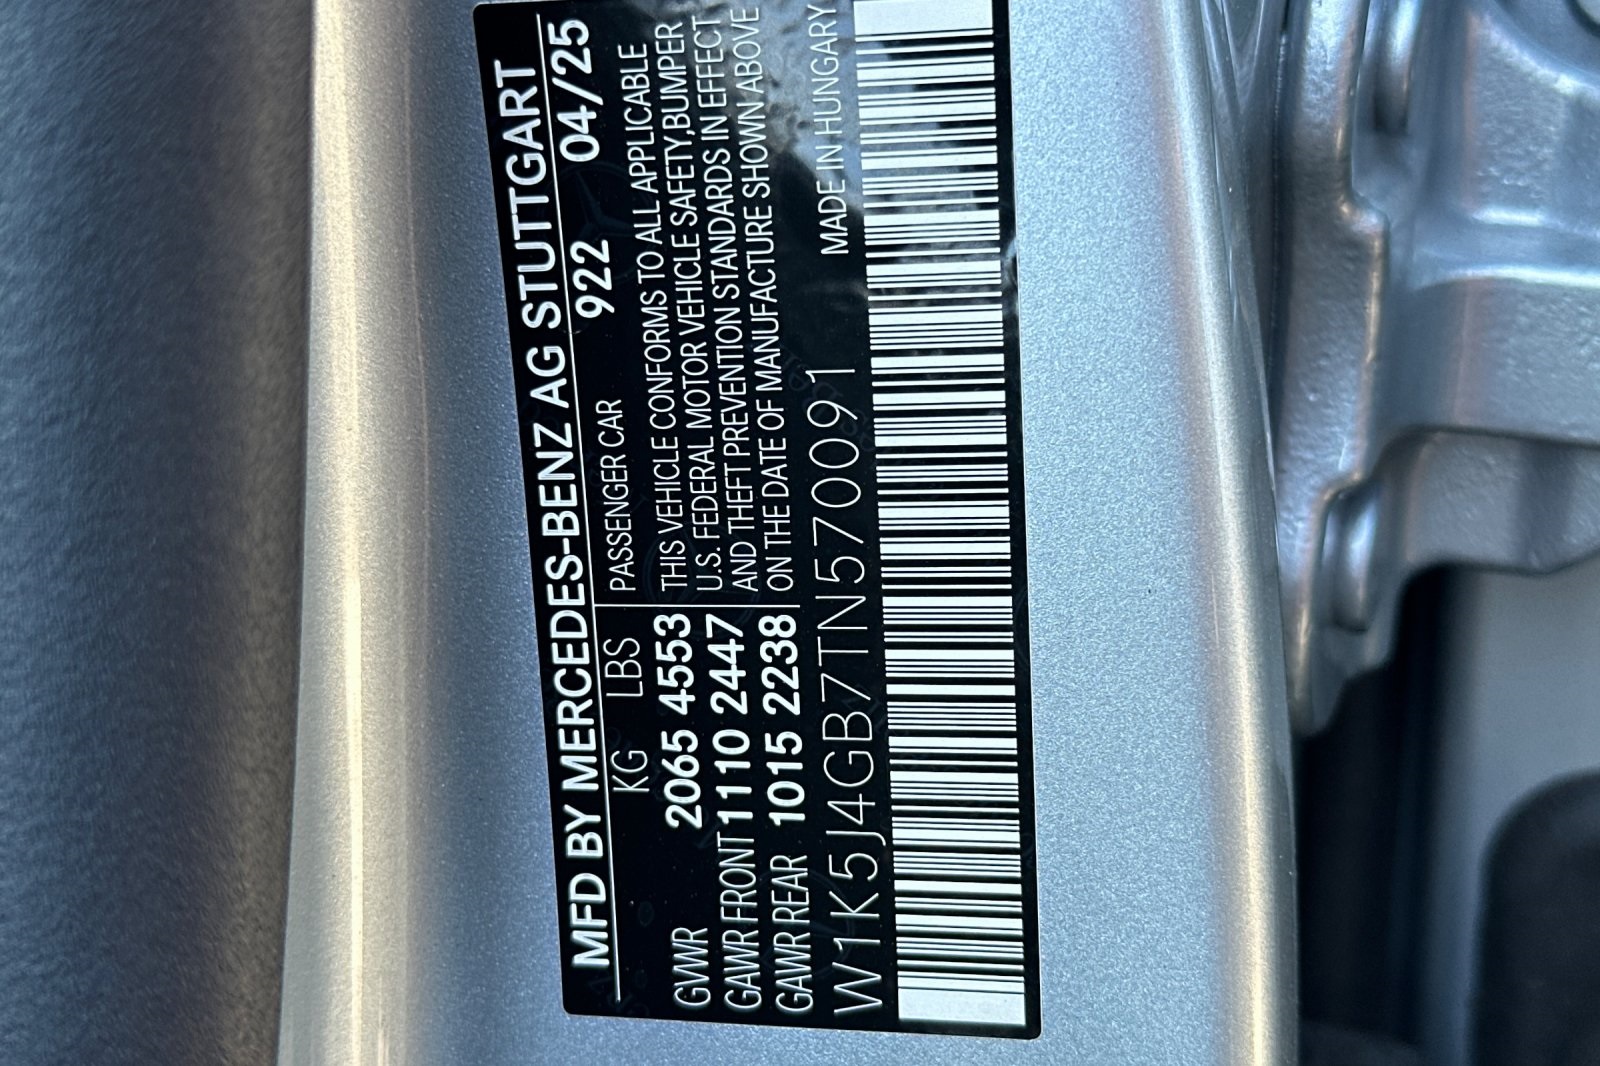 MFD BY MERCEDES-BENZ AG STUTTGART
KG LBS PASSENGER CAR 922 04/25
GVWR 2065 4553 THIS VEHICLE CONFORMS TO ALL APPLICABLE
GAWR FRONT 1110 2447 U.S. FEDERAL MOTOR VEHICLE SAFETY,BUMPER
GAWR REAR 1015 2238 AND THEFT PREVENTION STANDARDS IN EFFECT
ON THE DATE OF MANUFACTURE SHOWN ABOVE
W1K5J4GB7TN570091 MADE IN HUNGARY